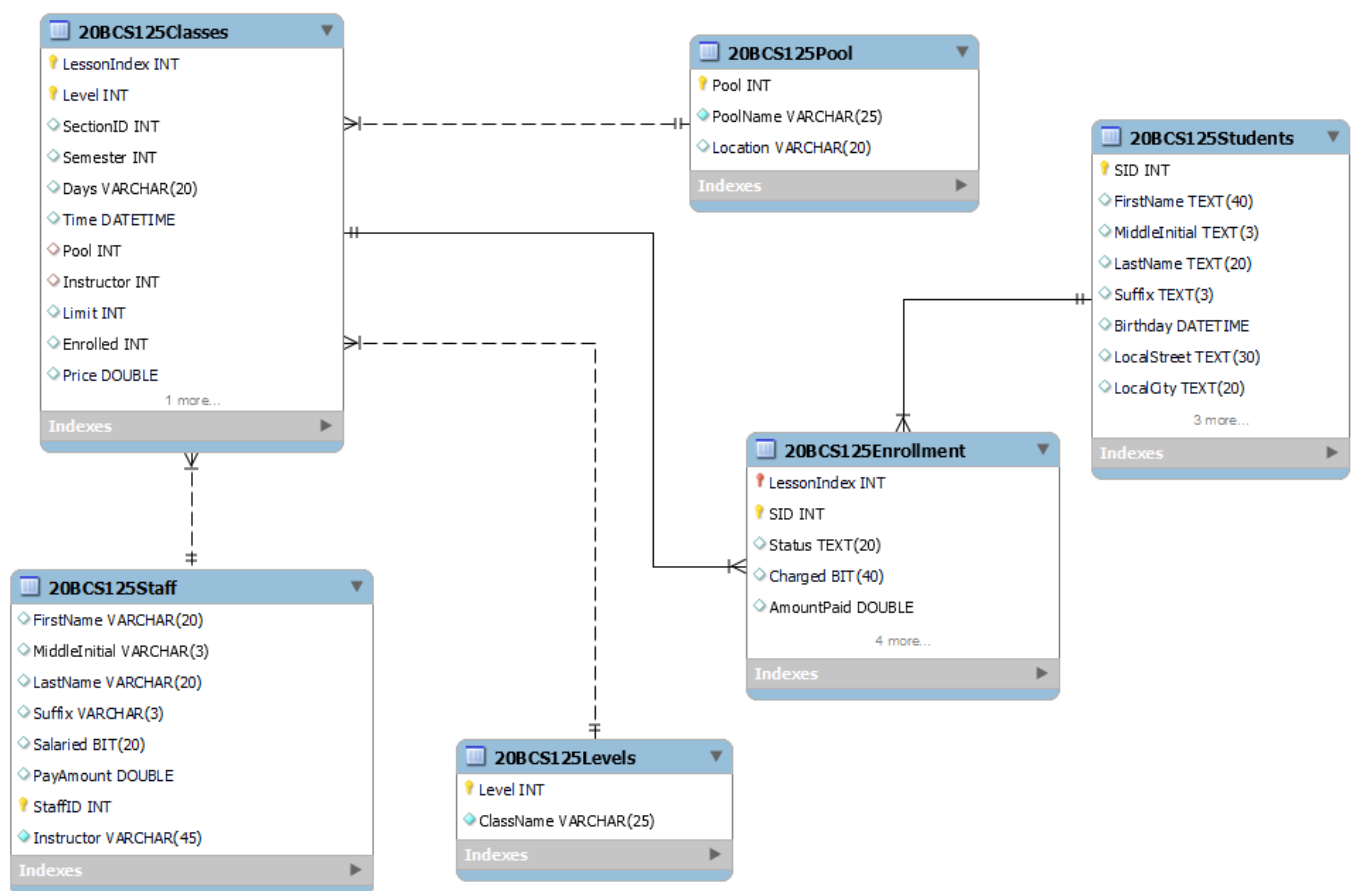 20BCS125Classes
LessonIndex INT
Level INT
SectionID INT
Semester INT
Days VARCHAR(20)
Time DATETIME
Pool INT
Instructor INT
Limit INT
Enrolled INT
Price DOUBLE
1 more...
Indexes
20BCS125Pool
Pool INT
PoolName VARCHAR(25)
Location VARCHAR(20)
Indexes
20BCS125Students
SID INT
FirstName TEXT(40)
MiddleInitial TEXT(3)
LastName TEXT(20)
Suffix TEXT(3)
Birthday DATETIME
LocalStreet TEXT(30)
LocalCity TEXT(20)
3 more...
Indexes
20BCS125Enrollment
LessonIndex INT
SID INT
Status TEXT(20)
Charged BIT(40)
AmountPaid DOUBLE
4 more...
Indexes
20BCS125Staff
FirstName VARCHAR(20)
MiddleInitial VARCHAR(3)
LastName VARCHAR(20)
Suffix VARCHAR(3)
Salaried BIT(20)
PayAmount DOUBLE
StaffID INT
Instructor VARCHAR(45)
Indexes
20BCS125Levels
Level INT
ClassName VARCHAR(25)
Indexes